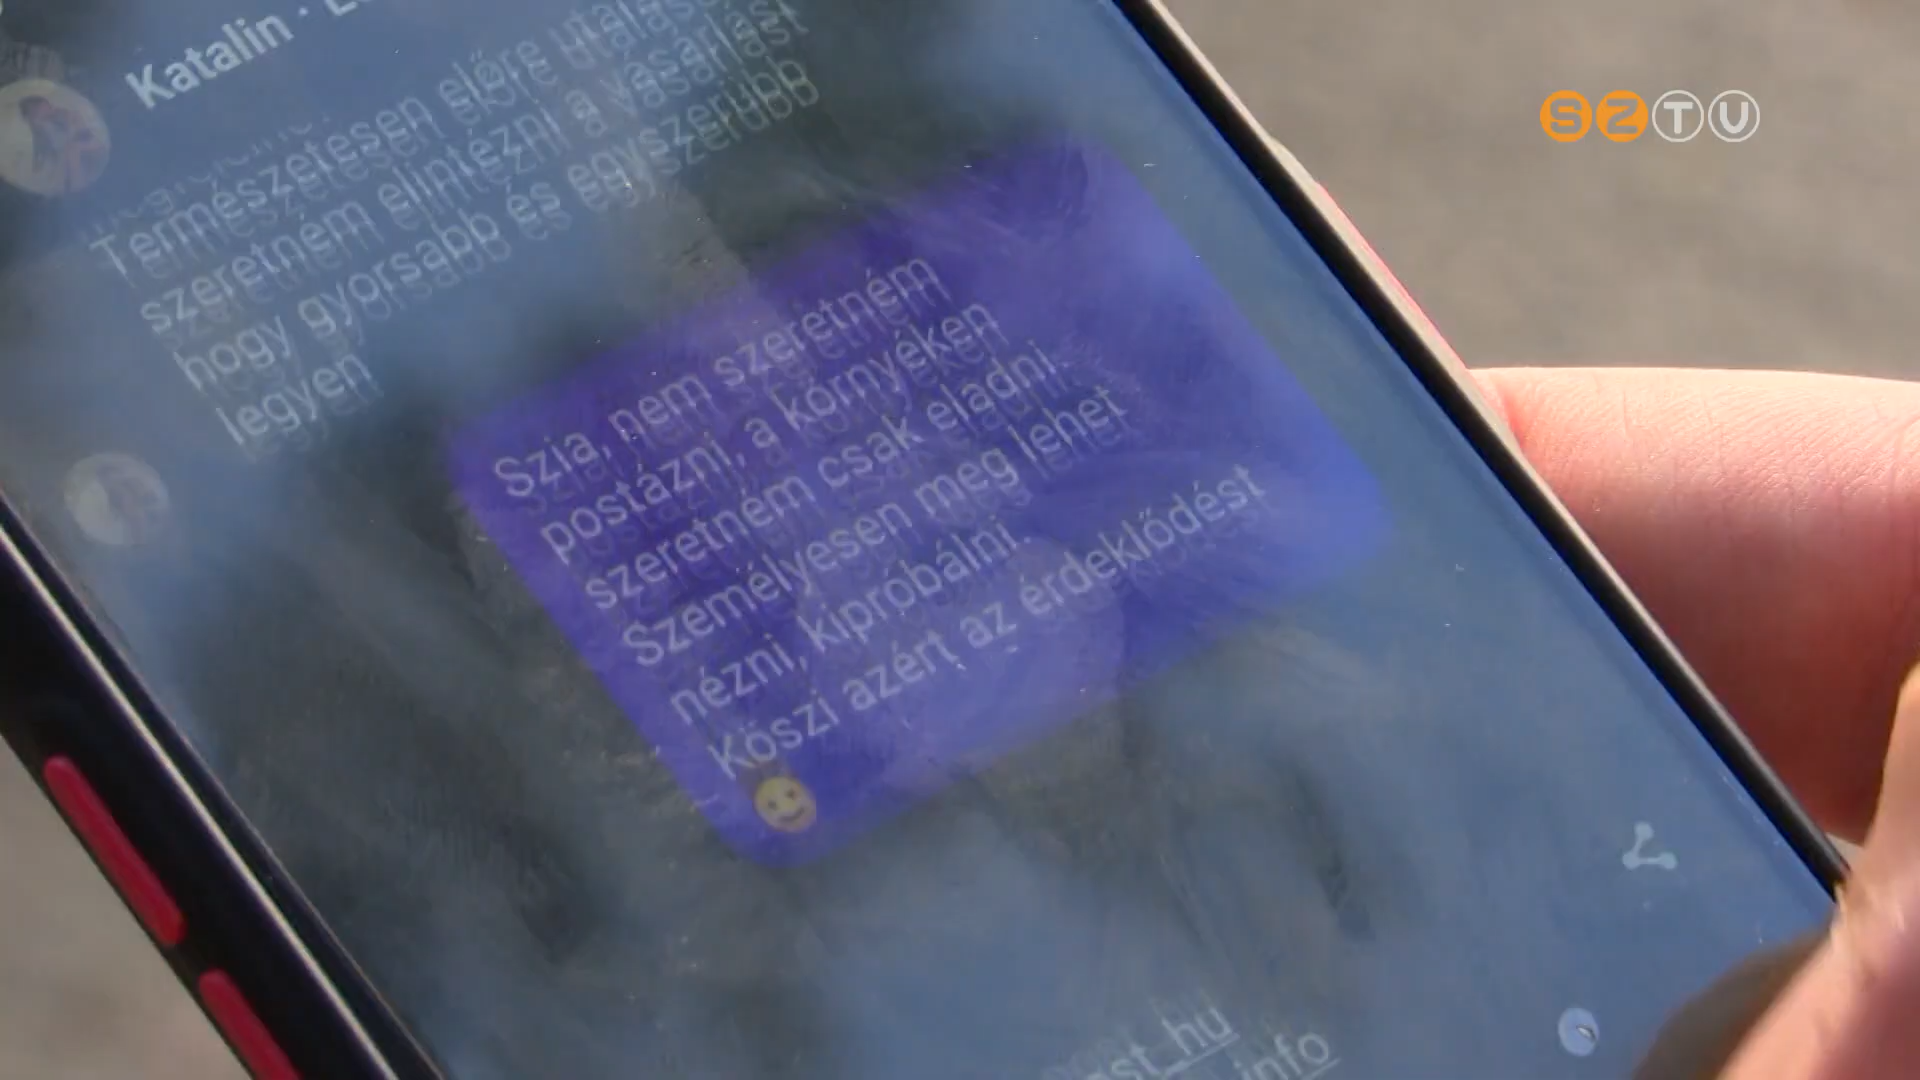 SZTV
Katalin ·
Természetesen előre utalással
szeretném elintézni a vásárlást
hogy gyorsabb és egyszerűbb
legyen
Szia, nem szeretném
postázni, a környéken
szeretném csak eladni.
Személyesen meg lehet
nézni, kipróbálni.
Köszi azért az érdeklődést
🙂